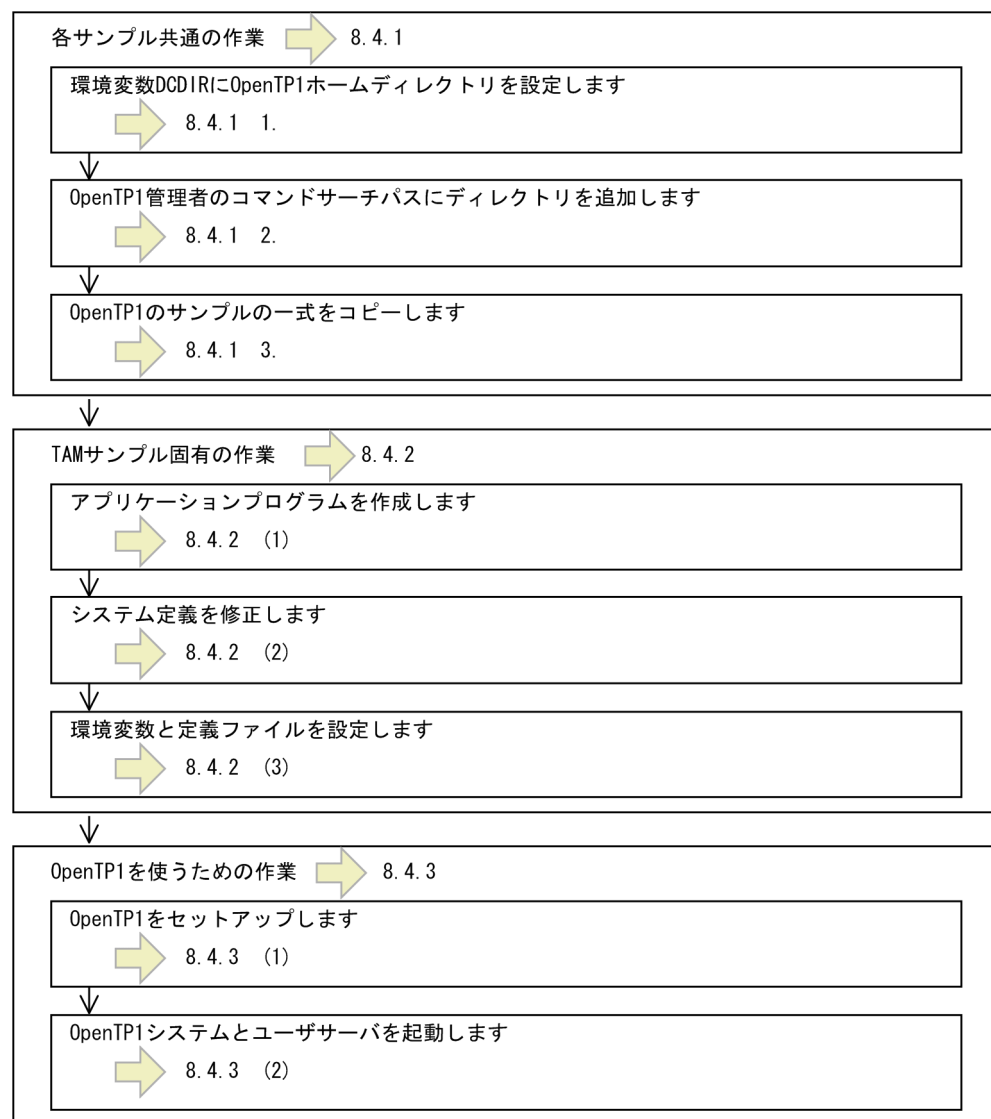 各サンプル共通の作業 8.4.1
環境変数DCDIRにOpenTP1ホームディレクトリを設定します
8.4.1 1.
OpenTP1管理者のコマンドサーチパスにディレクトリを追加します
8.4.1 2.
OpenTP1のサンプルの一式をコピーします
8.4.1 3.
TAMサンプル固有の作業 8.4.2
アプリケーションプログラムを作成します
8.4.2 (1)
システム定義を修正します
8.4.2 (2)
環境変数と定義ファイルを設定します
8.4.2 (3)
OpenTP1を使うための作業 8.4.3
OpenTP1をセットアップします
8.4.3 (1)
OpenTP1システムとユーザサーバを起動します
8.4.3 (2)